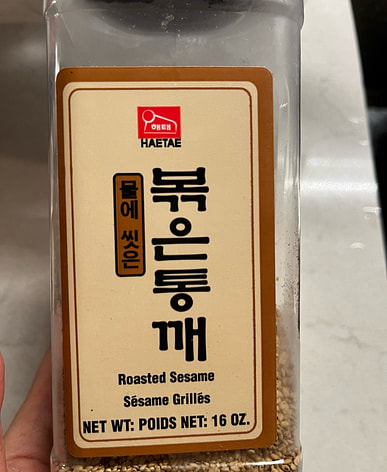 해태
HAETAE
물에 씻은
볶은통깨
Roasted Sesame
Sésame Grillés
NET WT: POIDS NET: 16 OZ.